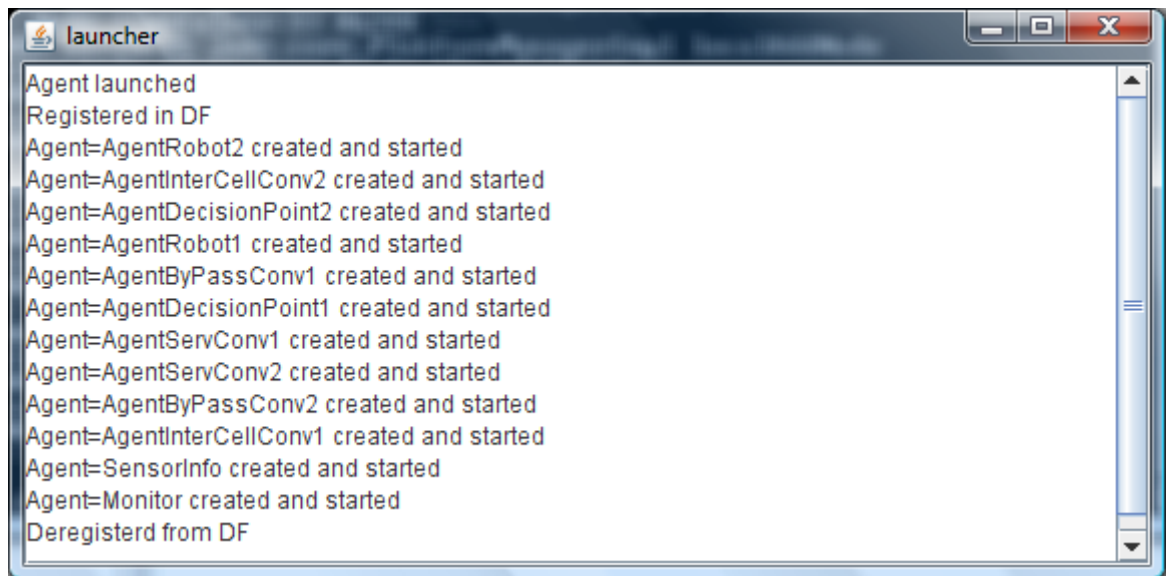 launcher
Agent launched
Registered in DF
Agent=AgentRobot2 created and started
Agent=AgentInterCellConv2 created and started
Agent=AgentDecisionPoint2 created and started
Agent=AgentRobot1 created and started
Agent=AgentByPassConv1 created and started
Agent=AgentDecisionPoint1 created and started
Agent=AgentServConv1 created and started
Agent=AgentServConv2 created and started
Agent=AgentByPassConv2 created and started
Agent=AgentInterCellConv1 created and started
Agent=SensorInfo created and started
Agent=Monitor created and started
Deregisterd from DF